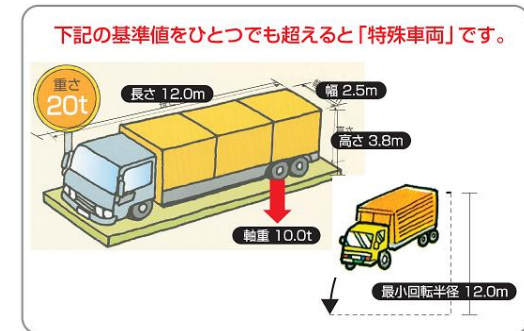 下記の基準値をひとつでも超えると「特殊車両」です。
重さ
20t
長さ 12.0m
幅 2.5m
高さ 3.8m
軸重 10.0t
最小回転半径 12.0m